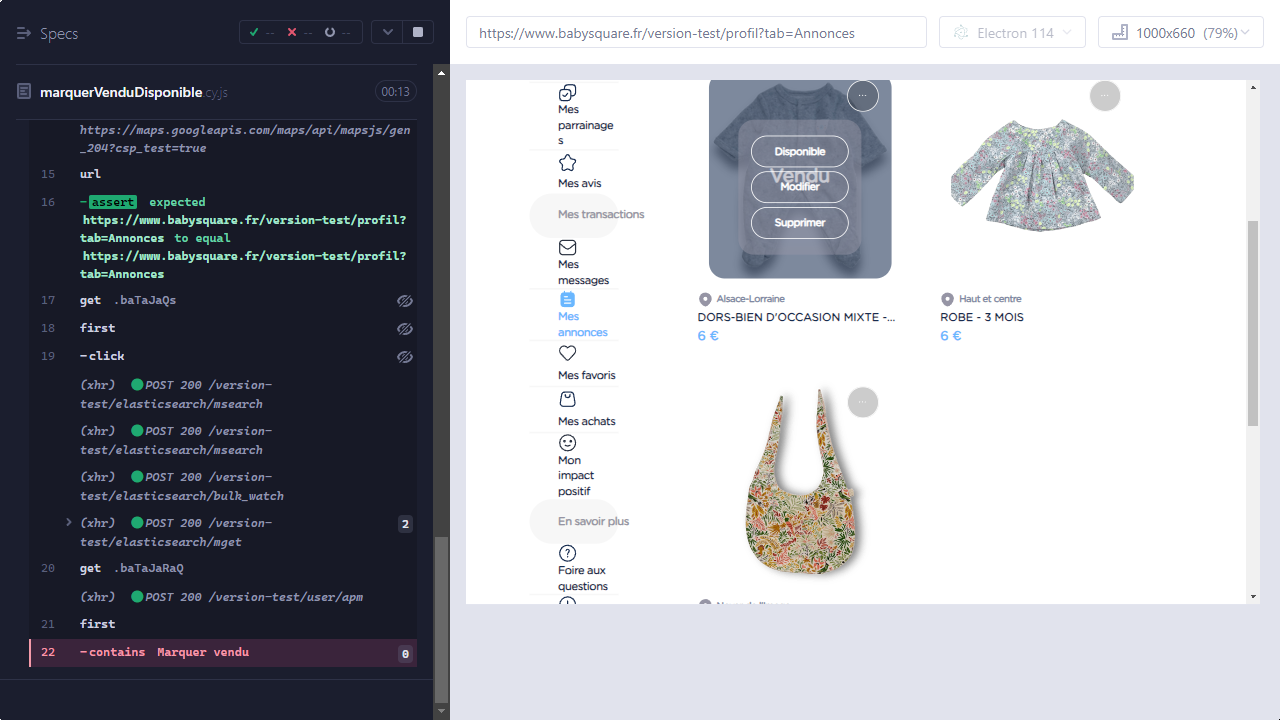 Specs
--
--
--
marquerVenduDisponible.cy.js
00:13
https://maps.googleapis.com/maps/api/mapsjs/gen
_204?csp_test=true
15 url
16 -assert expected
https://www.babysquare.fr/version-test/profil?
tab=Annonces to equal
https://www.babysquare.fr/version-test/profil?
tab=Annonces
17 get .baTaJaQs
18 first
19 -click
(xhr) POST 200 /version-
test/elasticsearch/msearch
(xhr) POST 200 /version-
test/elasticsearch/msearch
(xhr) POST 200 /version-
test/elasticsearch/bulk_watch
(xhr) POST 200 /version- 2
test/elasticsearch/mget
20 get .baTaJaRaQ
(xhr) POST 200 /version-test/user/apm
21 first
22 -contains Marquer vendu 0
https://www.babysquare.fr/version-test/profil?tab=Annonces
Electron 114
1000x660 (79%)
Mes
parrainage
s
Mes avis
Mes transactions
Mes
messages
Mes
annonces
Mes favoris
Mes achats
Mon
impact
positif
En savoir plus
Foire aux
questions
...
Disponible
Vendu
Modifier
Supprimer
Alsace-Lorraine
DORS-BIEN D'OCCASION MIXTE -...
6 €
...
Haut et centre
ROBE - 3 MOIS
6 €
...